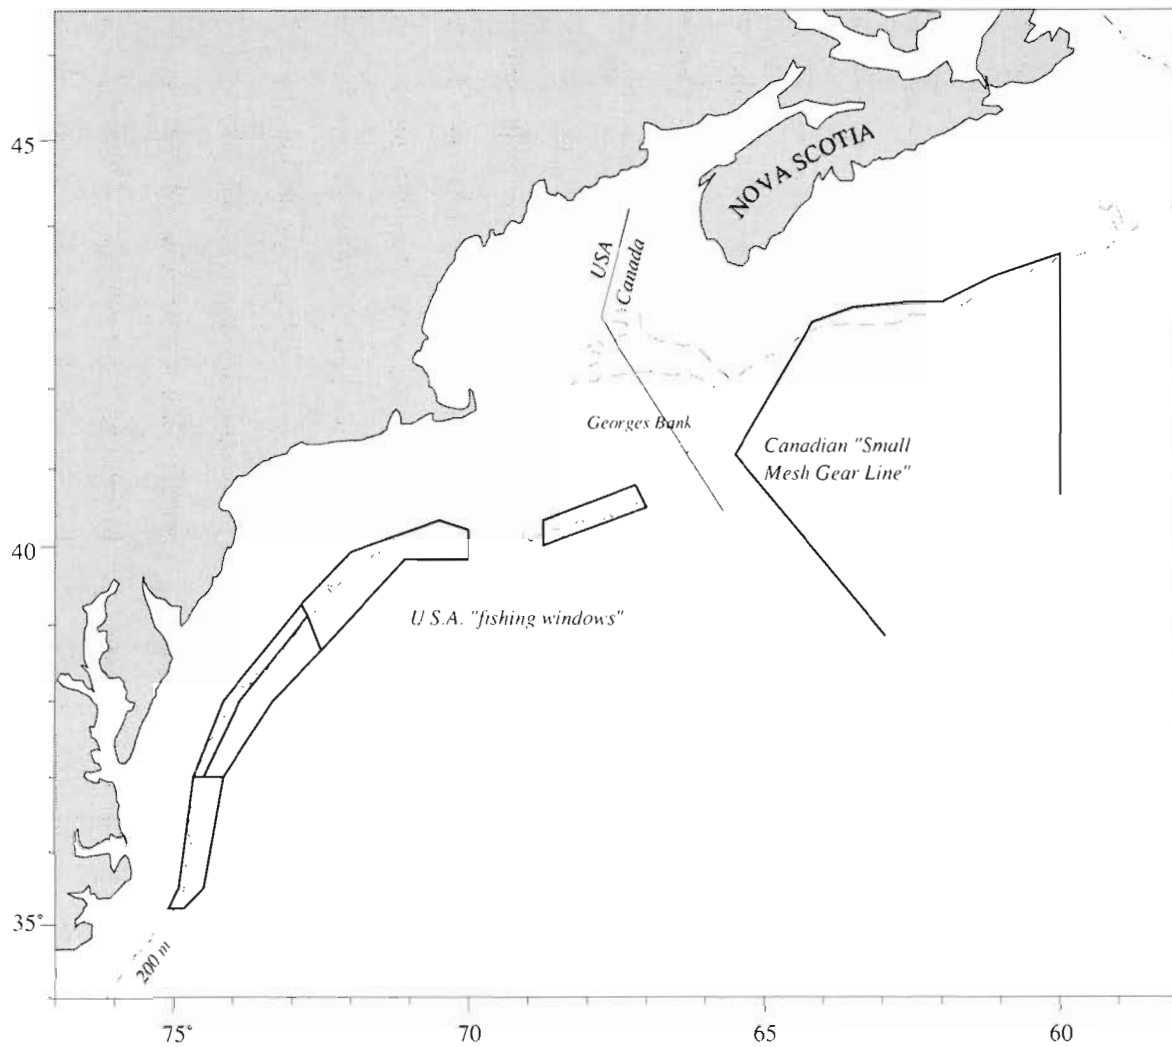 45
NOVA SCOTIA
USA
Canada
Georges Bank
Canadian "Small
Mesh Gear Line"
40
U.S.A. "fishing windows"
35°
200 m
75°
70
65
60